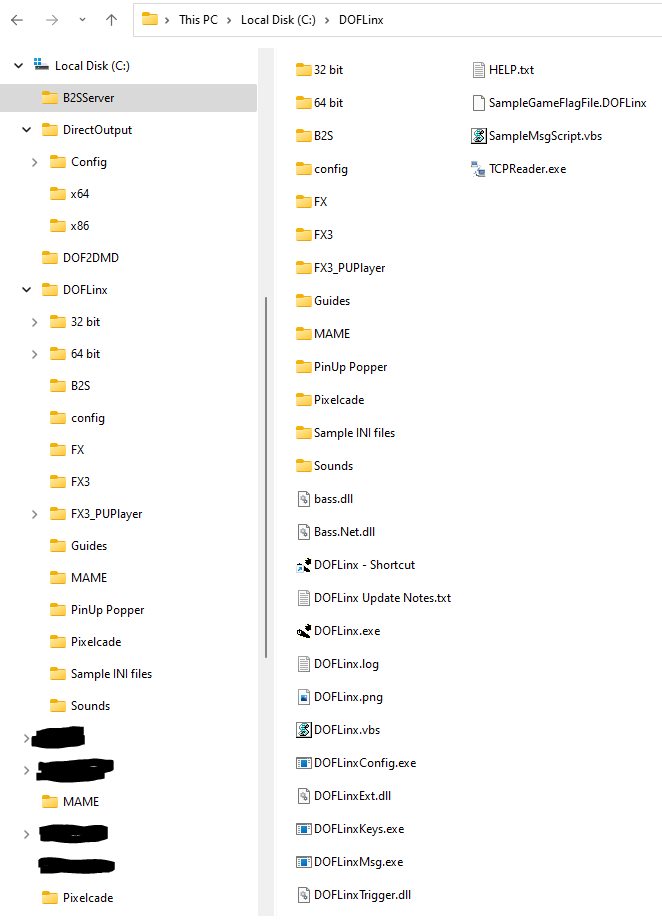 This PC > Local Disk (C:) > DOFLinx
Local Disk (C:)
B2SServer
DirectOutput
Config
x64
x86
DOF2DMD
DOFLinx
32 bit
64 bit
B2S
config
FX
FX3
FX3_PUPlayer
Guides
MAME
PinUp Popper
Pixelcade
Sample INI files
Sounds
MAME
Pixelcade
32 bit
64 bit
B2S
config
FX
FX3
FX3_PUPlayer
Guides
MAME
PinUp Popper
Pixelcade
Sample INI files
Sounds
bass.dll
Bass.Net.dll
DOFLinx - Shortcut
DOFLinx Update Notes.txt
DOFLinx.exe
DOFLinx.log
DOFLinx.png
DOFLinx.vbs
DOFLinxConfig.exe
DOFLinxExt.dll
DOFLinxKeys.exe
DOFLinxMsg.exe
DOFLinxTrigger.dll
HELP.txt
SampleGameFlagFile.DOFLinx
SampleMsgScript.vbs
TCPReader.exe